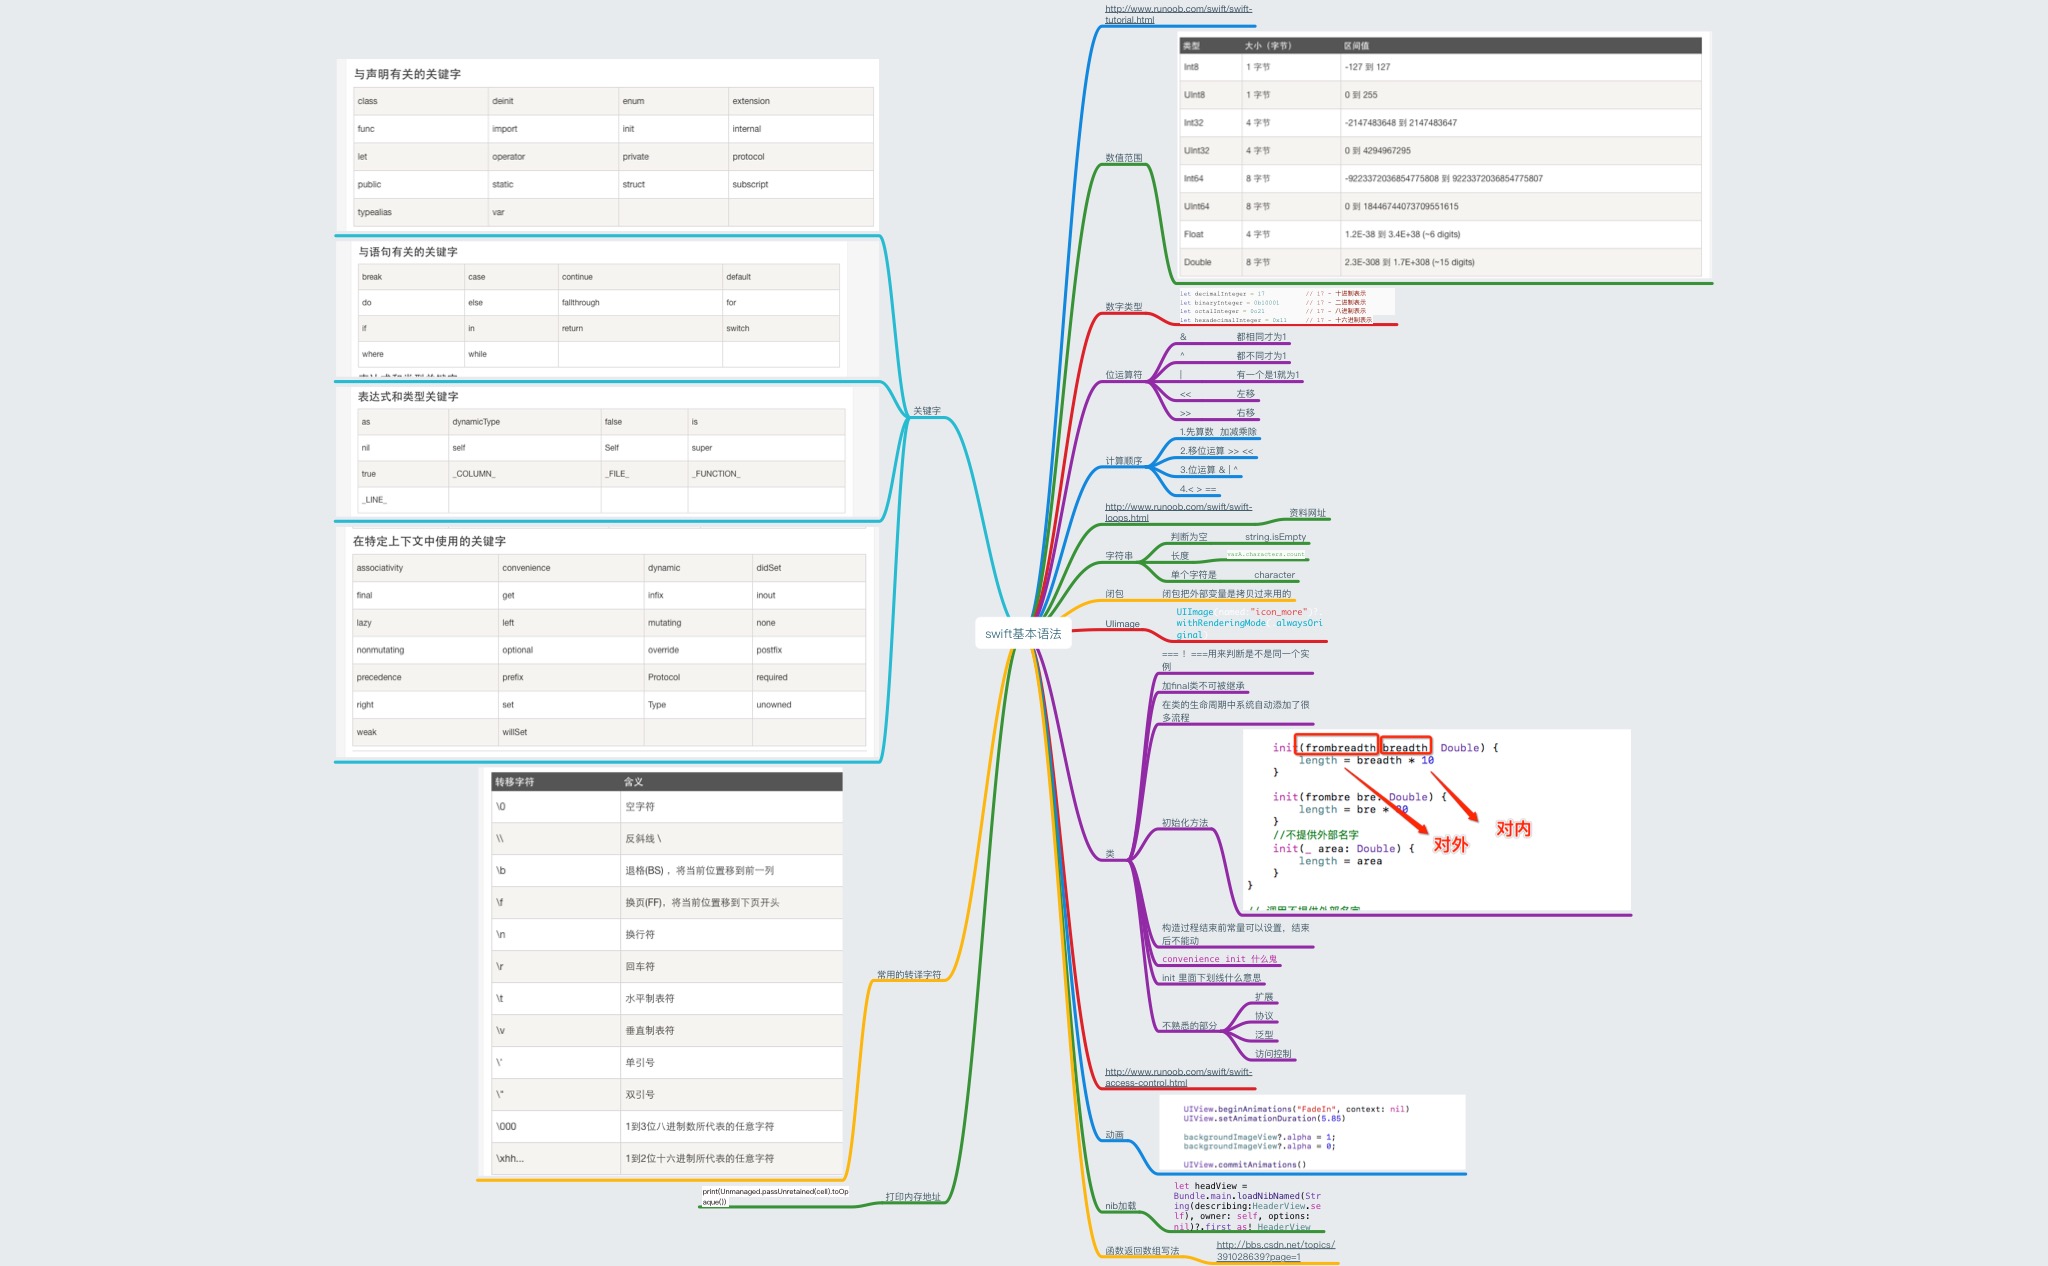 swift基本语法
http://www.runoob.com/swift/swift-
tutorial.html
数值范围
类型 大小（字节） 区间值
Int8 1 字节 -127 到 127
UInt8 1 字节 0 到 255
Int32 4 字节 -2147483648 到 2147483647
UInt32 4 字节 0 到 4294967295
Int64 8 字节 -9223372036854775808 到 9223372036854775807
UInt64 8 字节 0 到 18446744073709551615
Float 4 字节 1.2E-38 到 3.4E+38 (~6 digits)
Double 8 字节 2.3E-308 到 1.7E+308 (~15 digits)
数字类型
let decimalInteger = 17 // 17 - 十进制表示
let binaryInteger = 0b10001 // 17 - 二进制表示
let octalInteger = 0o21 // 17 - 八进制表示
let hexadecimalInteger = 0x11 // 17 - 十六进制表示
位运算符
& 都相同才为1
^ 都不同才为1
| 有一个是1就为1
<< 左移
>> 右移
计算顺序
1.先算数 加减乘除
2.移位运算 >> <<
3.位运算 & | ^
4.< > ==
http://www.runoob.com/swift/swift-
loops.html
资料网址
字符串
判断为空 string.isEmpty
长度 varA.characters.count
单个字符是 character
闭包 闭包把外部变量是拷贝过来用的
UIimage
UIImage "icon_more"
withRenderingMode alwaysOri
ginal
类
=== ！ ===用来判断是不是同一个实
例
加final类不可被继承
在类的生命周期中系统自动添加了很
多流程
初始化方法
init(frombreadth breadth Double) {
length = breadth * 10
}
init(frombre bre: Double) {
length = bre * 30
}
//不提供外部名字
init(_ area: Double) {
length = area
}
}
对外
对内
构造过程结束前常量可以设置，结束
后不能动
convenience init 什么鬼
init 里面下划线什么意思
不熟悉的部分
扩展
协议
泛型
访问控制
http://www.runoob.com/swift/swift-
access-control.html
动画
UIView.beginAnimations("FadeIn", context: nil)
UIView.setAnimationDuration(5.85)
backgroundImageView?.alpha = 1;
backgroundImageView?.alpha = 0;
UIView.commitAnimations()
nib加载
let headView =
Bundle.main.loadNibNamed(Str
ing(describing:HeaderView.se
lf), owner: self, options:
nil)?.first as! HeaderView
函数返回数组写法
http://bbs.csdn.net/topics/
391028639?page=1
关键字
与声明有关的关键字
class deinit enum extension
func import init internal
let operator private protocol
public static struct subscript
typealias var
与语句有关的关键字
break case continue default
do else fallthrough for
if in return switch
where while
表达式和类型关键字
as dynamicType false is
nil self Self super
true _COLUMN_ _FILE_ _FUNCTION_
_LINE_
在特定上下文中使用的关键字
associativity convenience dynamic didSet
final get infix inout
lazy left mutating none
nonmutating optional override postfix
precedence prefix Protocol required
right set Type unowned
weak willSet
常用的转译字符
转移字符 含义
\0 空字符
\\ 反斜线 \
\b 退格(BS) ，将当前位置移到前一列
\f 换页(FF)，将当前位置移到下页开头
\n 换行符
\r 回车符
\t 水平制表符
\v 垂直制表符
\' 单引号
\" 双引号
\000 1到3位八进制数所代表的任意字符
\xhh... 1到2位十六进制所代表的任意字符
打印内存地址
print(Unmanaged.passUnretained(cell).toOp
aque())